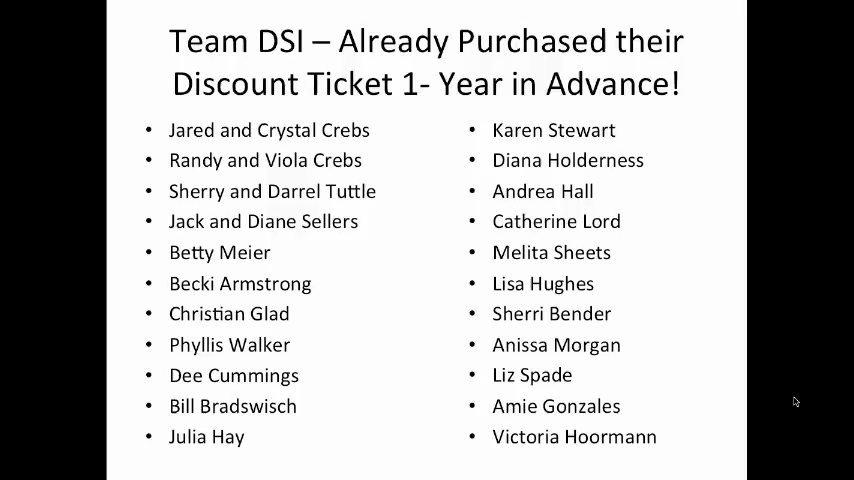 Team DSI – Already Purchased their
Discount Ticket 1- Year in Advance!
• Jared and Crystal Crebs
• Randy and Viola Crebs
• Sherry and Darrel Tuttle
• Jack and Diane Sellers
• Betty Meier
• Becki Armstrong
• Christian Glad
• Phyllis Walker
• Dee Cummings
• Bill Bradswisch
• Julia Hay
• Karen Stewart
• Diana Holderness
• Andrea Hall
• Catherine Lord
• Melita Sheets
• Lisa Hughes
• Sherri Bender
• Anissa Morgan
• Liz Spade
• Amie Gonzales
• Victoria Hoormann